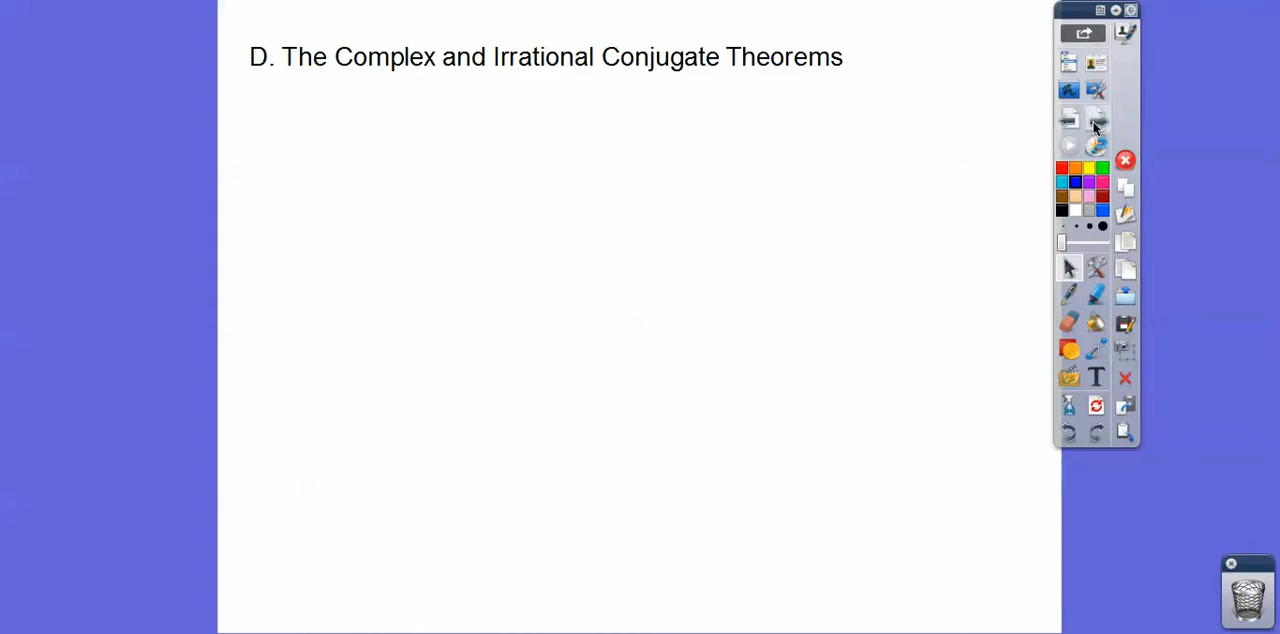 D. The Complex and Irrational Conjugate Theorems